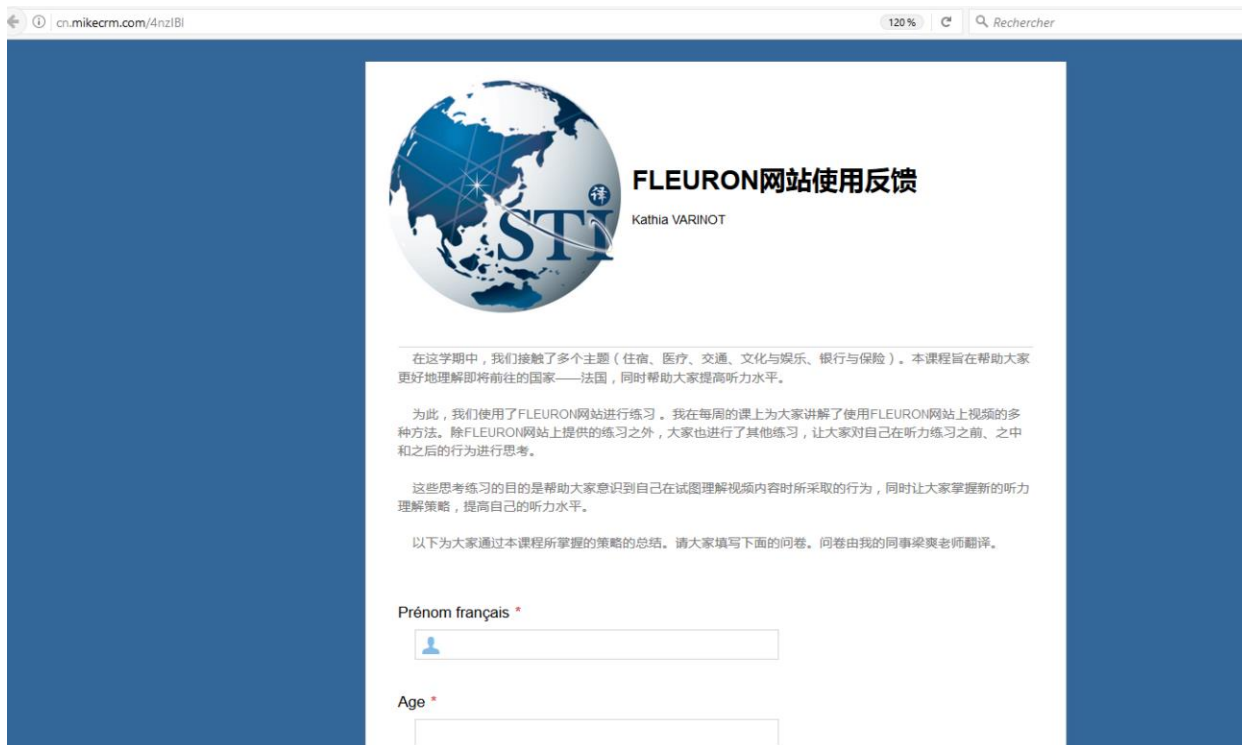 cn.mikecrm.com/4nzIBl
120 %
Rechercher
译
STI
FLEURON网站使用反馈
Kathia VARINOT
在这学期中，我们接触了多个主题（住宿、医疗、交通、文化与娱乐、银行与保险）。本课程旨在帮助大家
更好地理解即将前往的国家——法国，同时帮助大家提高听力水平。
为此，我们使用了FLEURON网站进行练习 。我在每周的课上为大家讲解了使用FLEURON网站上视频的多
种方法。除FLEURON网站上提供的练习之外，大家也进行了其他练习，让大家对自己在听力练习之前、之中
和之后的行为进行思考。
这些思考练习的目的是帮助大家意识到自己在试图理解视频内容时所采取的行为，同时让大家掌握新的听力
理解策略，提高自己的听力水平。
以下为大家通过本课程所掌握的策略的总结。请大家填写下面的问卷。问卷由我的同事梁爽老师翻译。
Prénom français *
Age *